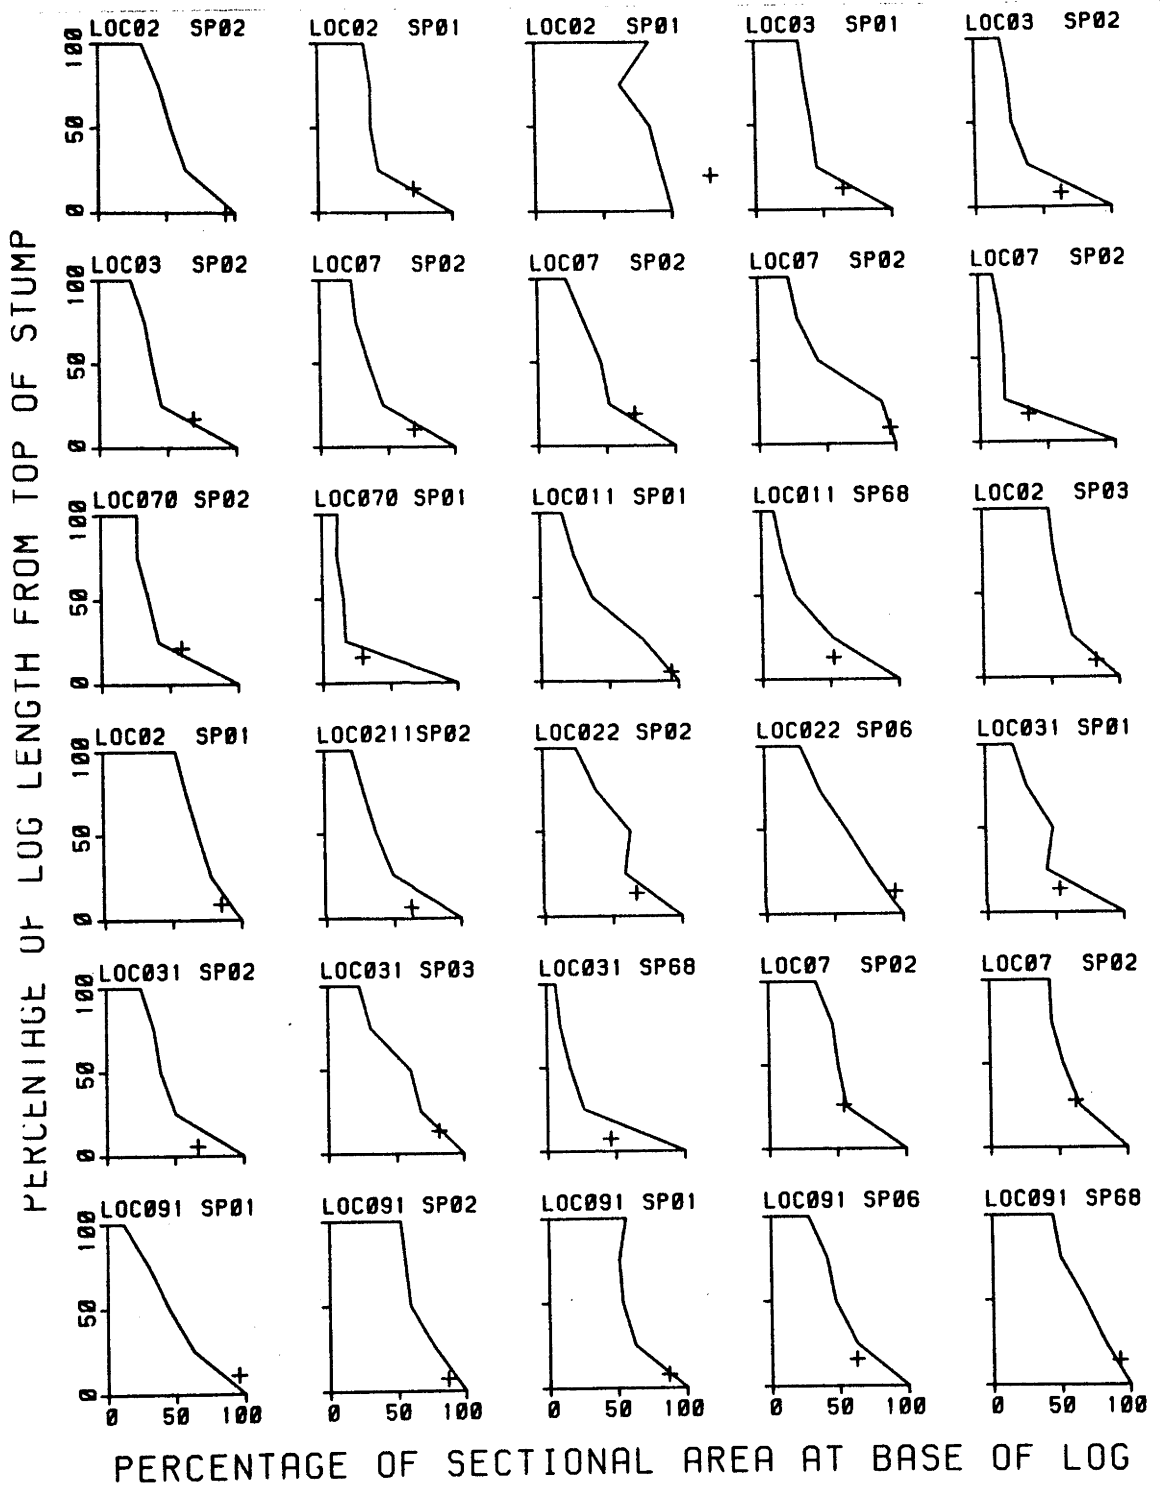 LOC02 SP02 LOC02 SP01 LOC02 SP01 LOC03 SP01 LOC03 SP02
100
50
0
LOC03 SP02 LOC07 SP02 LOC07 SP02 LOC07 SP02 LOC07 SP02
100
50
0
LOC070 SP02 LOC070 SP01 LOC011 SP01 LOC011 SP68 LOC02 SP03
100
50
0
LOC02 SP01 LOC0211SP02 LOC022 SP02 LOC022 SP06 LOC031 SP01
100
50
0
LOC031 SP02 LOC031 SP03 LOC031 SP68 LOC07 SP02 LOC07 SP02
100
50
0
LOC091 SP01 LOC091 SP02 LOC091 SP01 LOC091 SP06 LOC091 SP68
100
50
0
0 50 100 0 50 100 0 50 100 0 50 100 0 50 100
PERCENTAGE OF LOG LENGTH FROM TOP OF STUMP
PERCENTAGE OF SECTIONAL AREA AT BASE OF LOG